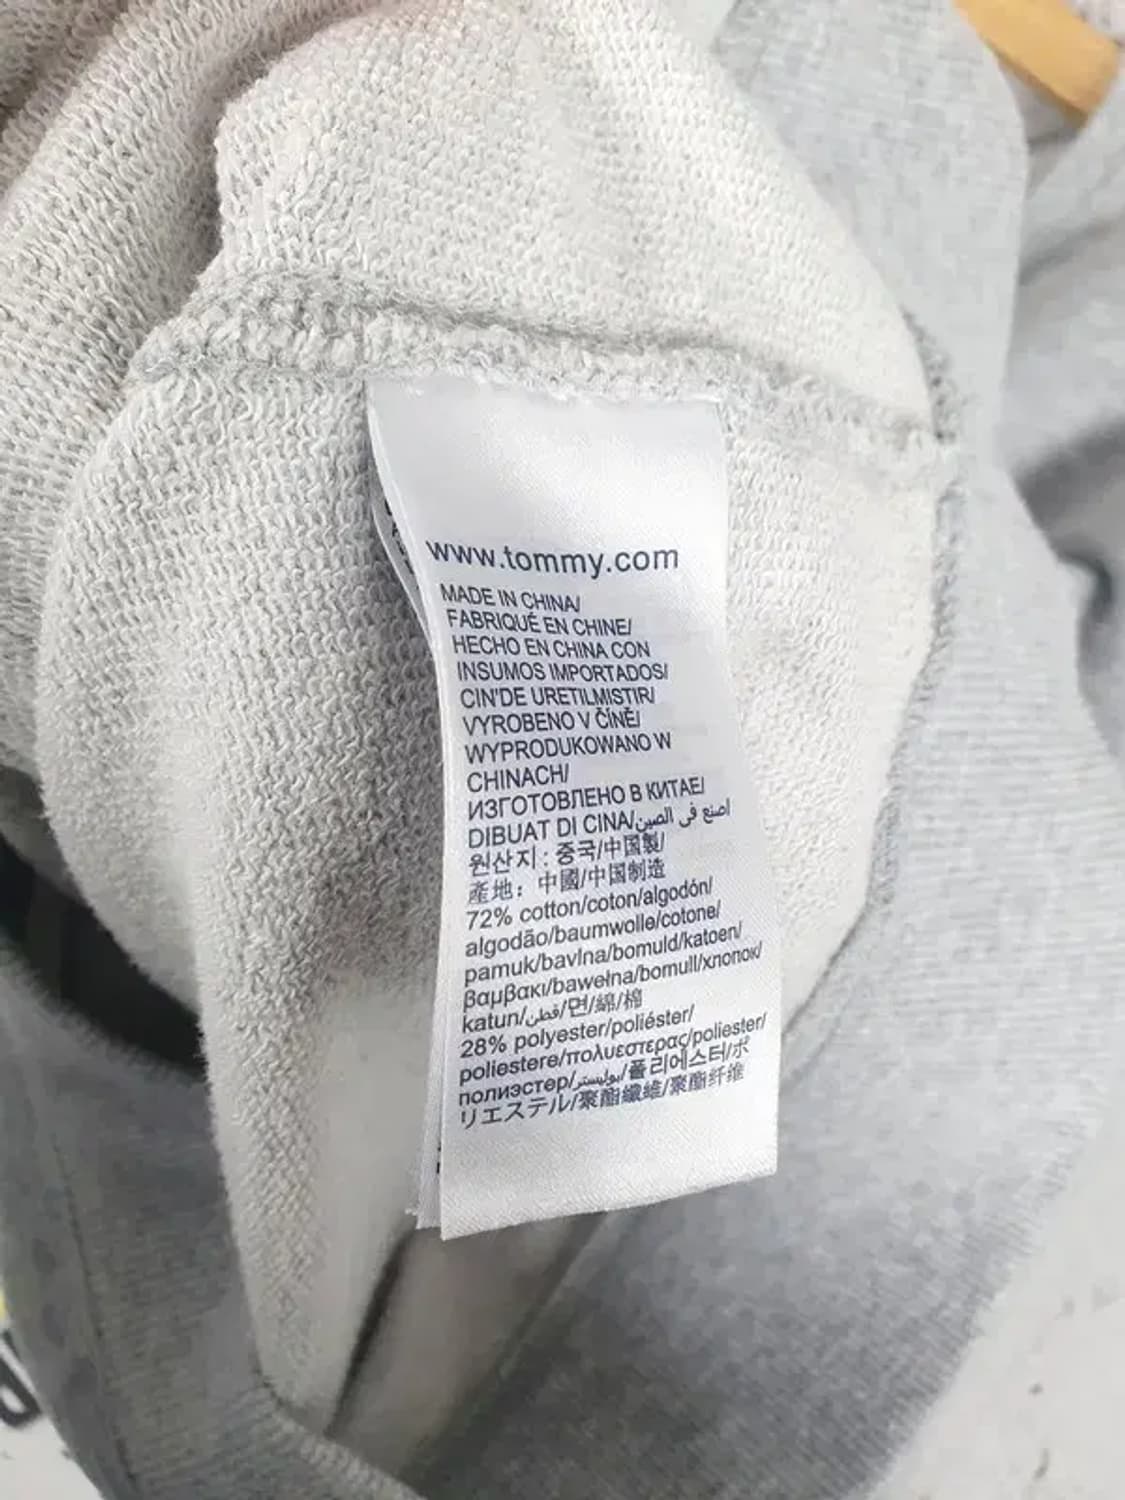 www.tommy.com
MADE IN CHINA/
FABRIQUÉ EN CHINE/
HECHO EN CHINA CON
INSUMOS IMPORTADOS/
CIN'DE URETILMISTIR/
VYROBENO V ČÍNĚ/
WYPRODUKOWANO W
CHINACH/
ИЗГОТОВЛЕНО В КИТАЕ/
DIBUAT DI CINA/اصنع فى الصين
원산지 : 중국/中国製/
産地： 中國/中国制造
72% cotton/coton/algodón/
algodão/baumwolle/cotone/
pamuk/bavlna/bomuld/katoen/
βαμβακι/bawełna/bomull/хлопок/
katun/قطن/면/綿/棉
28% polyester/poliéster/
poliestere/πολυεστερας/poliester/
полиэстер/بوليستر/폴리에스터/ポ
リエステル/聚酯纖維/聚酯纤维